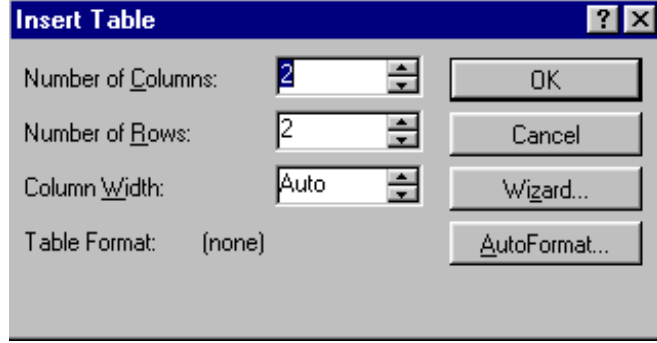 Insert Table
Number of Columns: 2 OK
Number of Rows: 2 Cancel
Column Width: Auto Wizard...
Table Format: (none) AutoFormat...